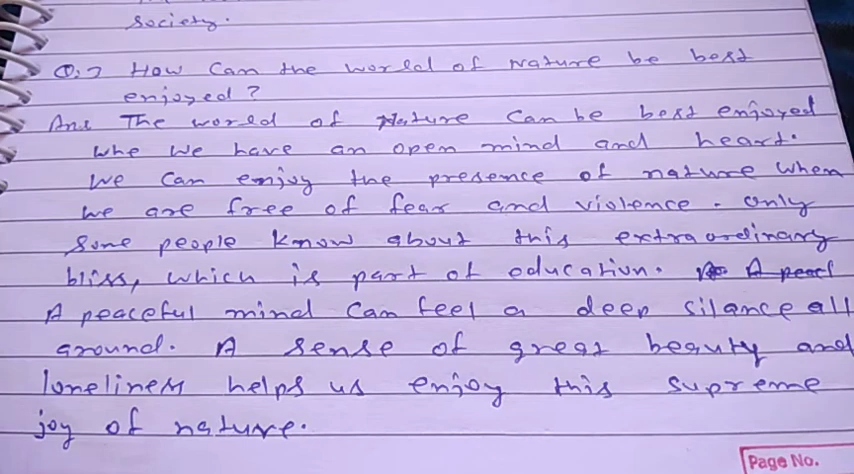 society.
Q.7 How can the world of Nature be best
enjoyed?
Ans The world of Nature can be best enjoyed
whe we have an open mind and heart.
we can enjoy the presence of nature when
we are free of fear and violence. only
some people know about this extraordinary
bliss, which is part of education. A peacf
A peaceful mind can feel a deep silance all
around. A sense of great beauty and
loneliness helps us enjoy this supreme
joy of nature.
Page No.